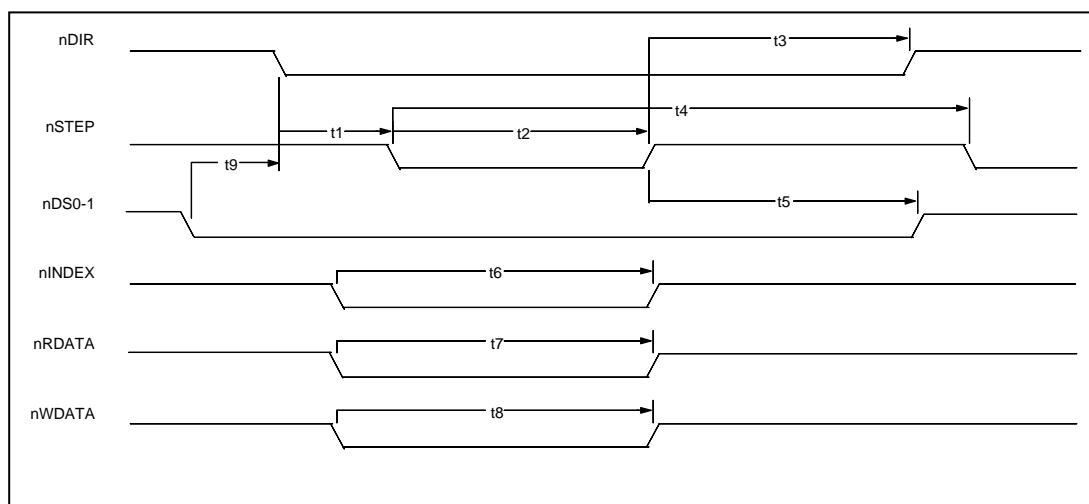 nDIR
t3
t4
nSTEP
t1
t2
t9
nDS0-1
t5
nINDEX
t6
nRDATA
t7
nWDATA
t8